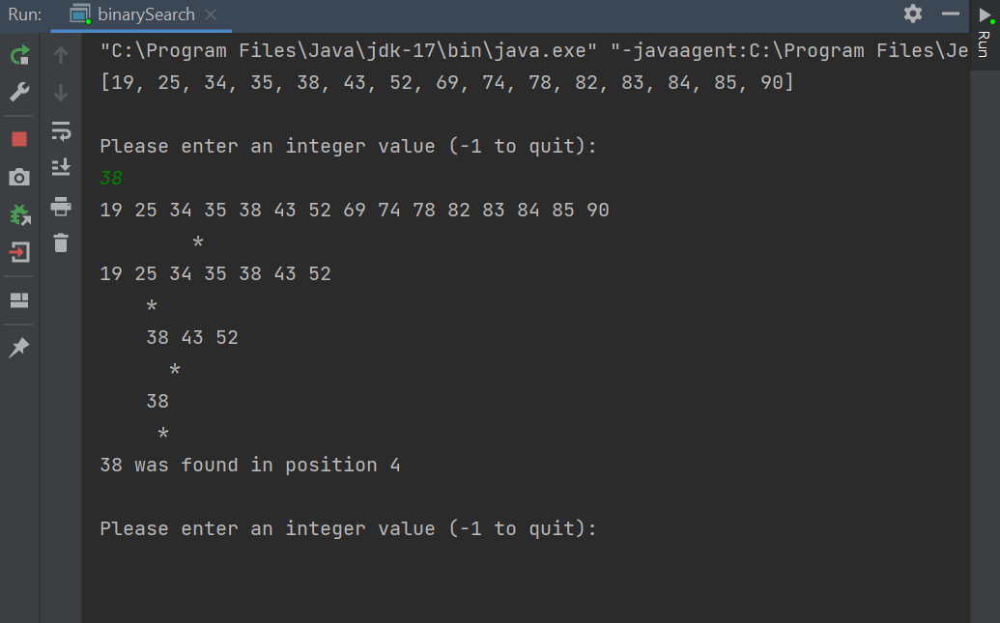 Run: binarySearch
"C:\Program Files\Java\jdk-17\bin\java.exe" "-javaagent:C:\Program Files\Je
[19, 25, 34, 35, 38, 43, 52, 69, 74, 78, 82, 83, 84, 85, 90]
Please enter an integer value (-1 to quit):
38
19 25 34 35 38 43 52 69 74 78 82 83 84 85 90
*
19 25 34 35 38 43 52
*
38 43 52
*
38
*
38 was found in position 4
Please enter an integer value (-1 to quit):
Run